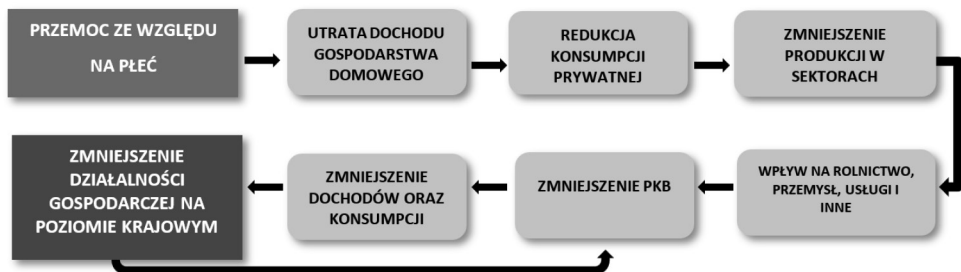 PRZEMOC ZE WZGLĘDU
NA PŁEĆ
UTRATA DOCHODU
GOSPODARSTWA
DOMOWEGO
REDUKCJA
KONSUMPCJI
PRYWATNEJ
ZMNIEJSZENIE
PRODUKCJI W
SEKTORACH
WPŁYW NA ROLNICTWO,
PRZEMYSŁ, USŁUGI I
INNE
ZMNIEJSZENIE PKB
ZMNIEJSZENIE
DOCHODÓW ORAZ
KONSUMPCJI
ZMNIEJSZENIE
DZIAŁALNOŚCI
GOSPODARCZEJ NA
POZIOMIE KRAJOWYM